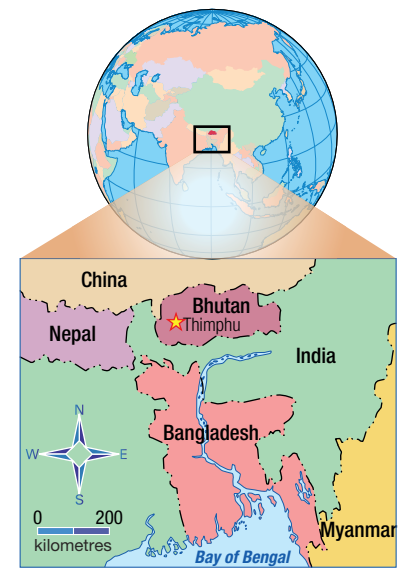 China
Bhutan
Thimphu
Nepal
India
Bangladesh
N
W E
S
0 200
kilometres
Myanmar
Bay of Bengal